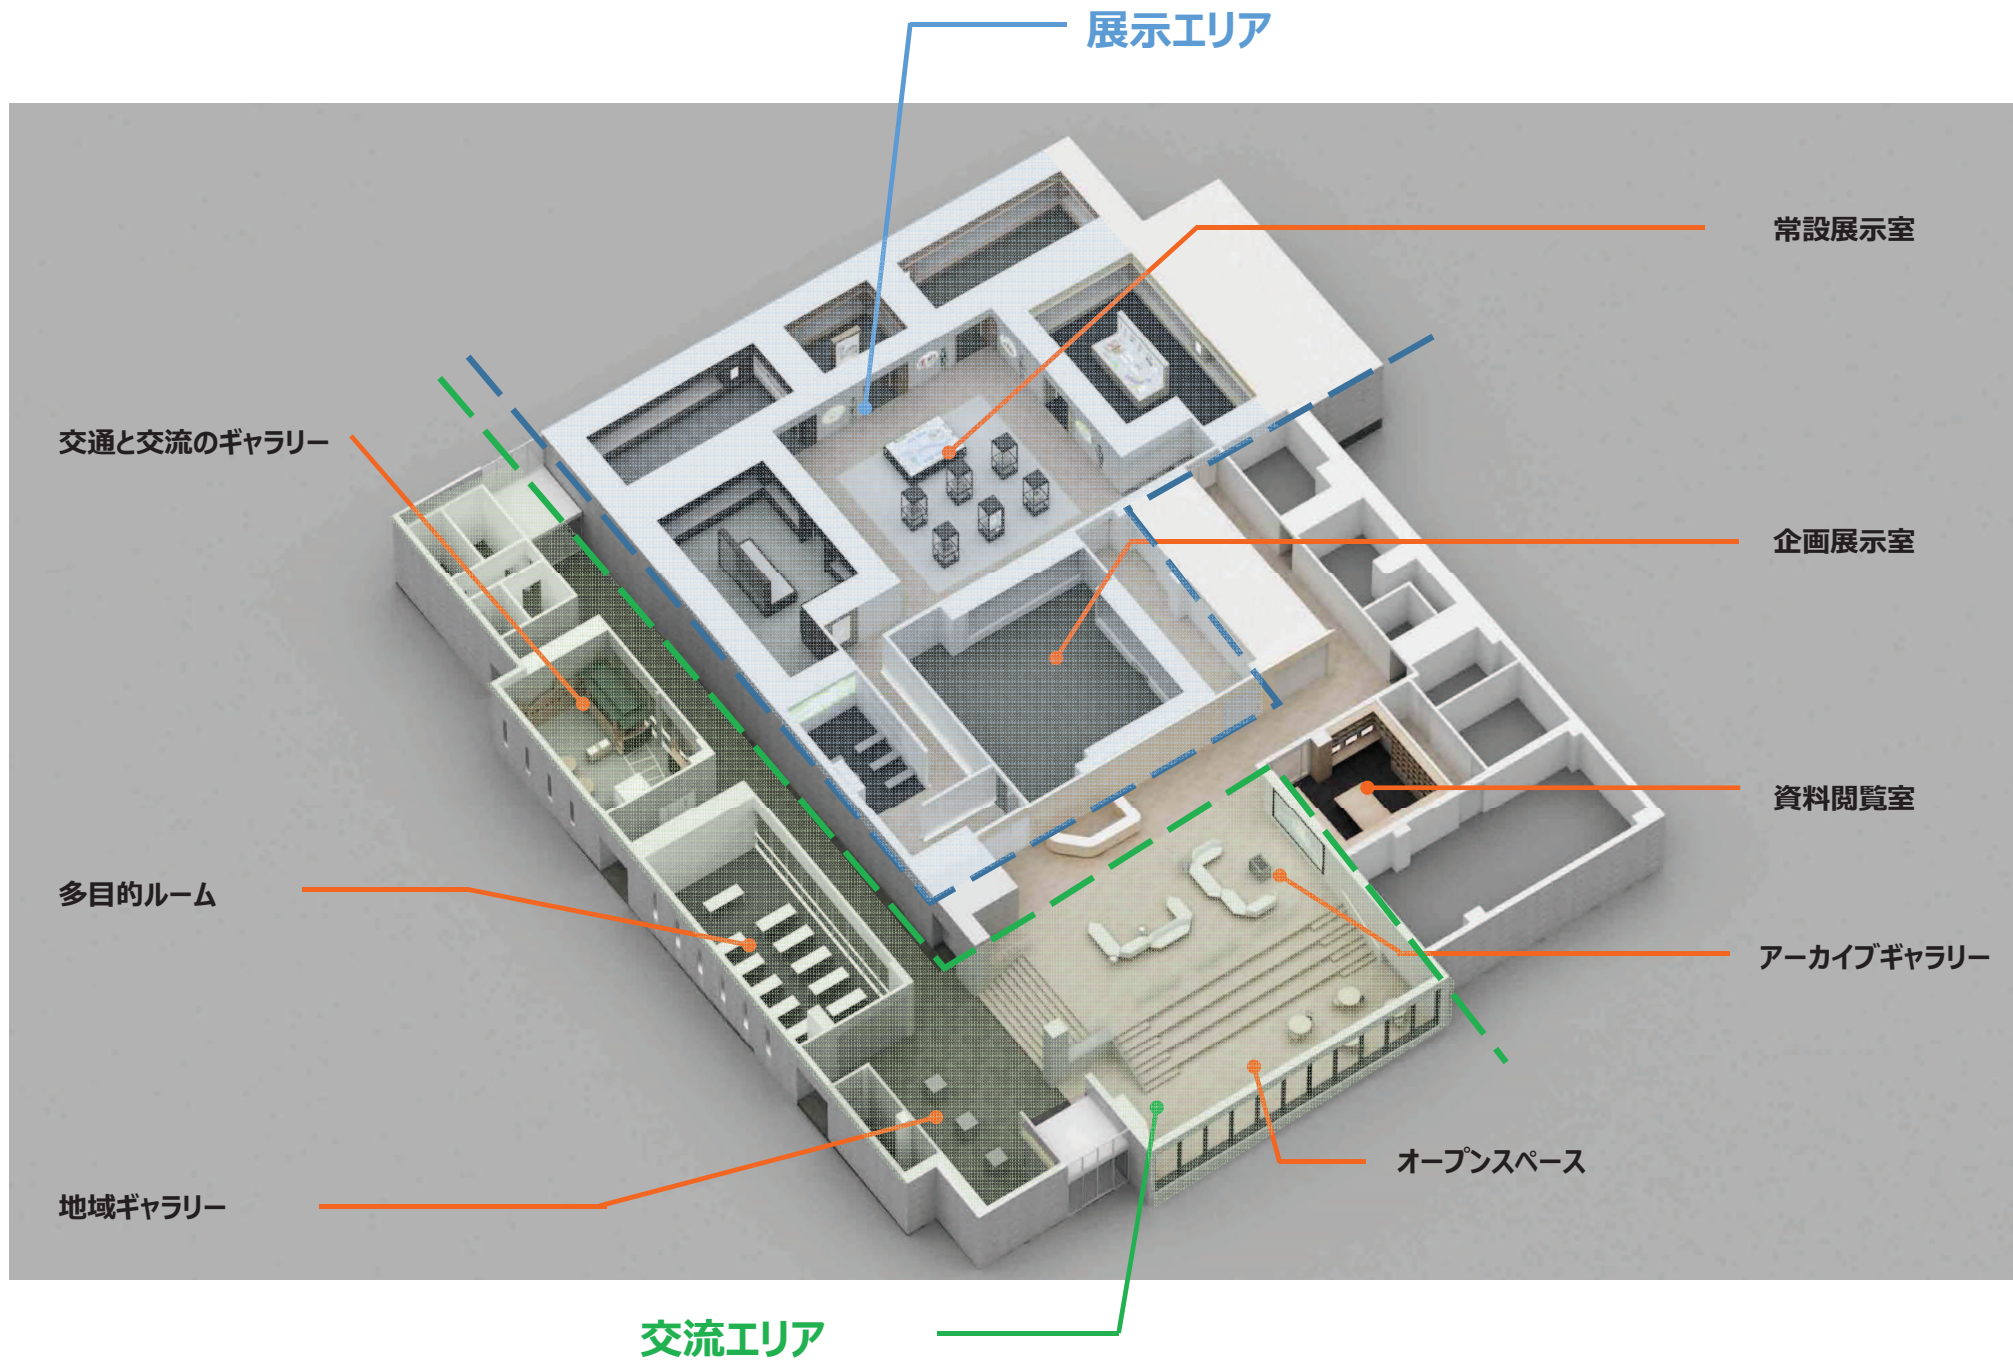 展示エリア
常設展示室
交通と交流のギャラリー
企画展示室
資料閲覧室
多目的ルーム
アーカイブギャラリー
オープンスペース
地域ギャラリー
交流エリア